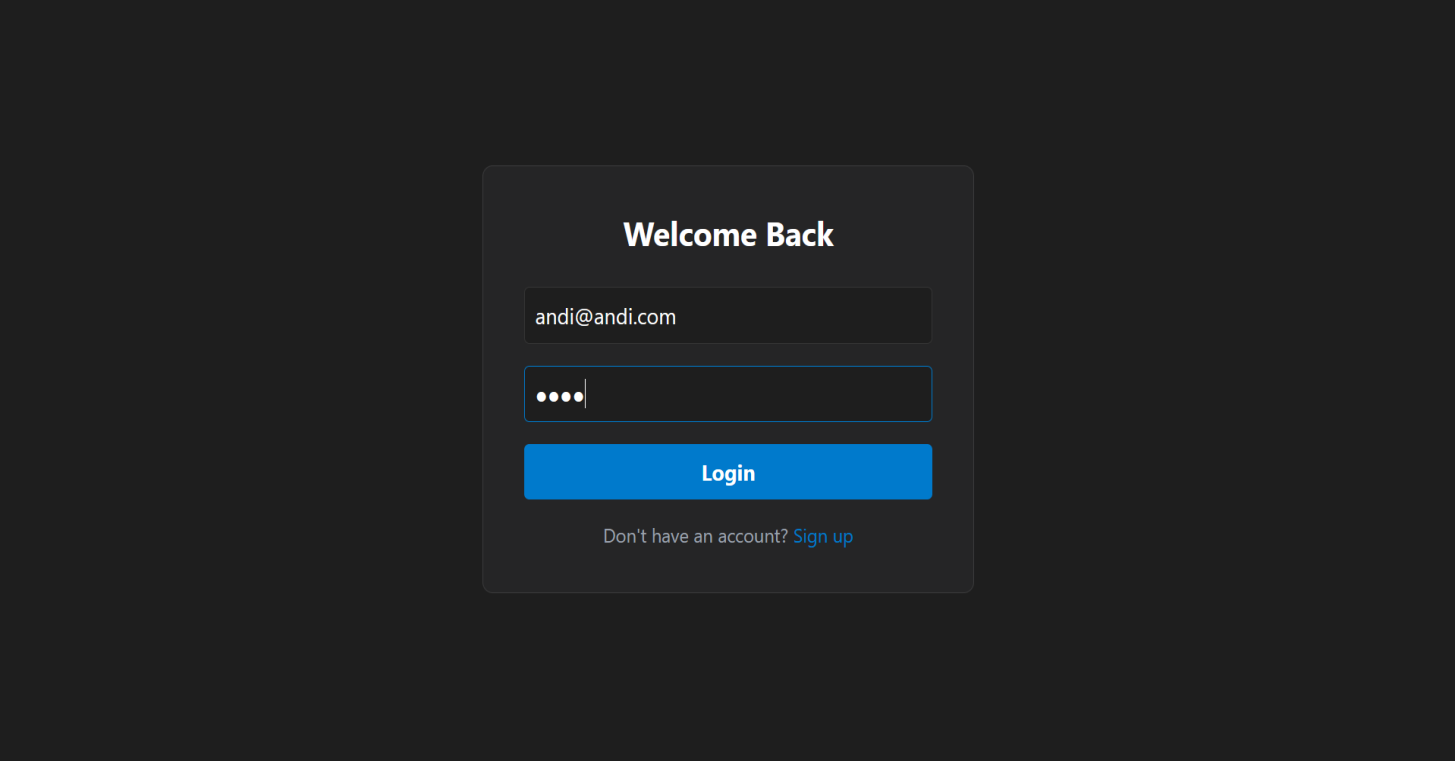 Welcome Back
andi@andi.com
••••
Login
Don't have an account? Sign up